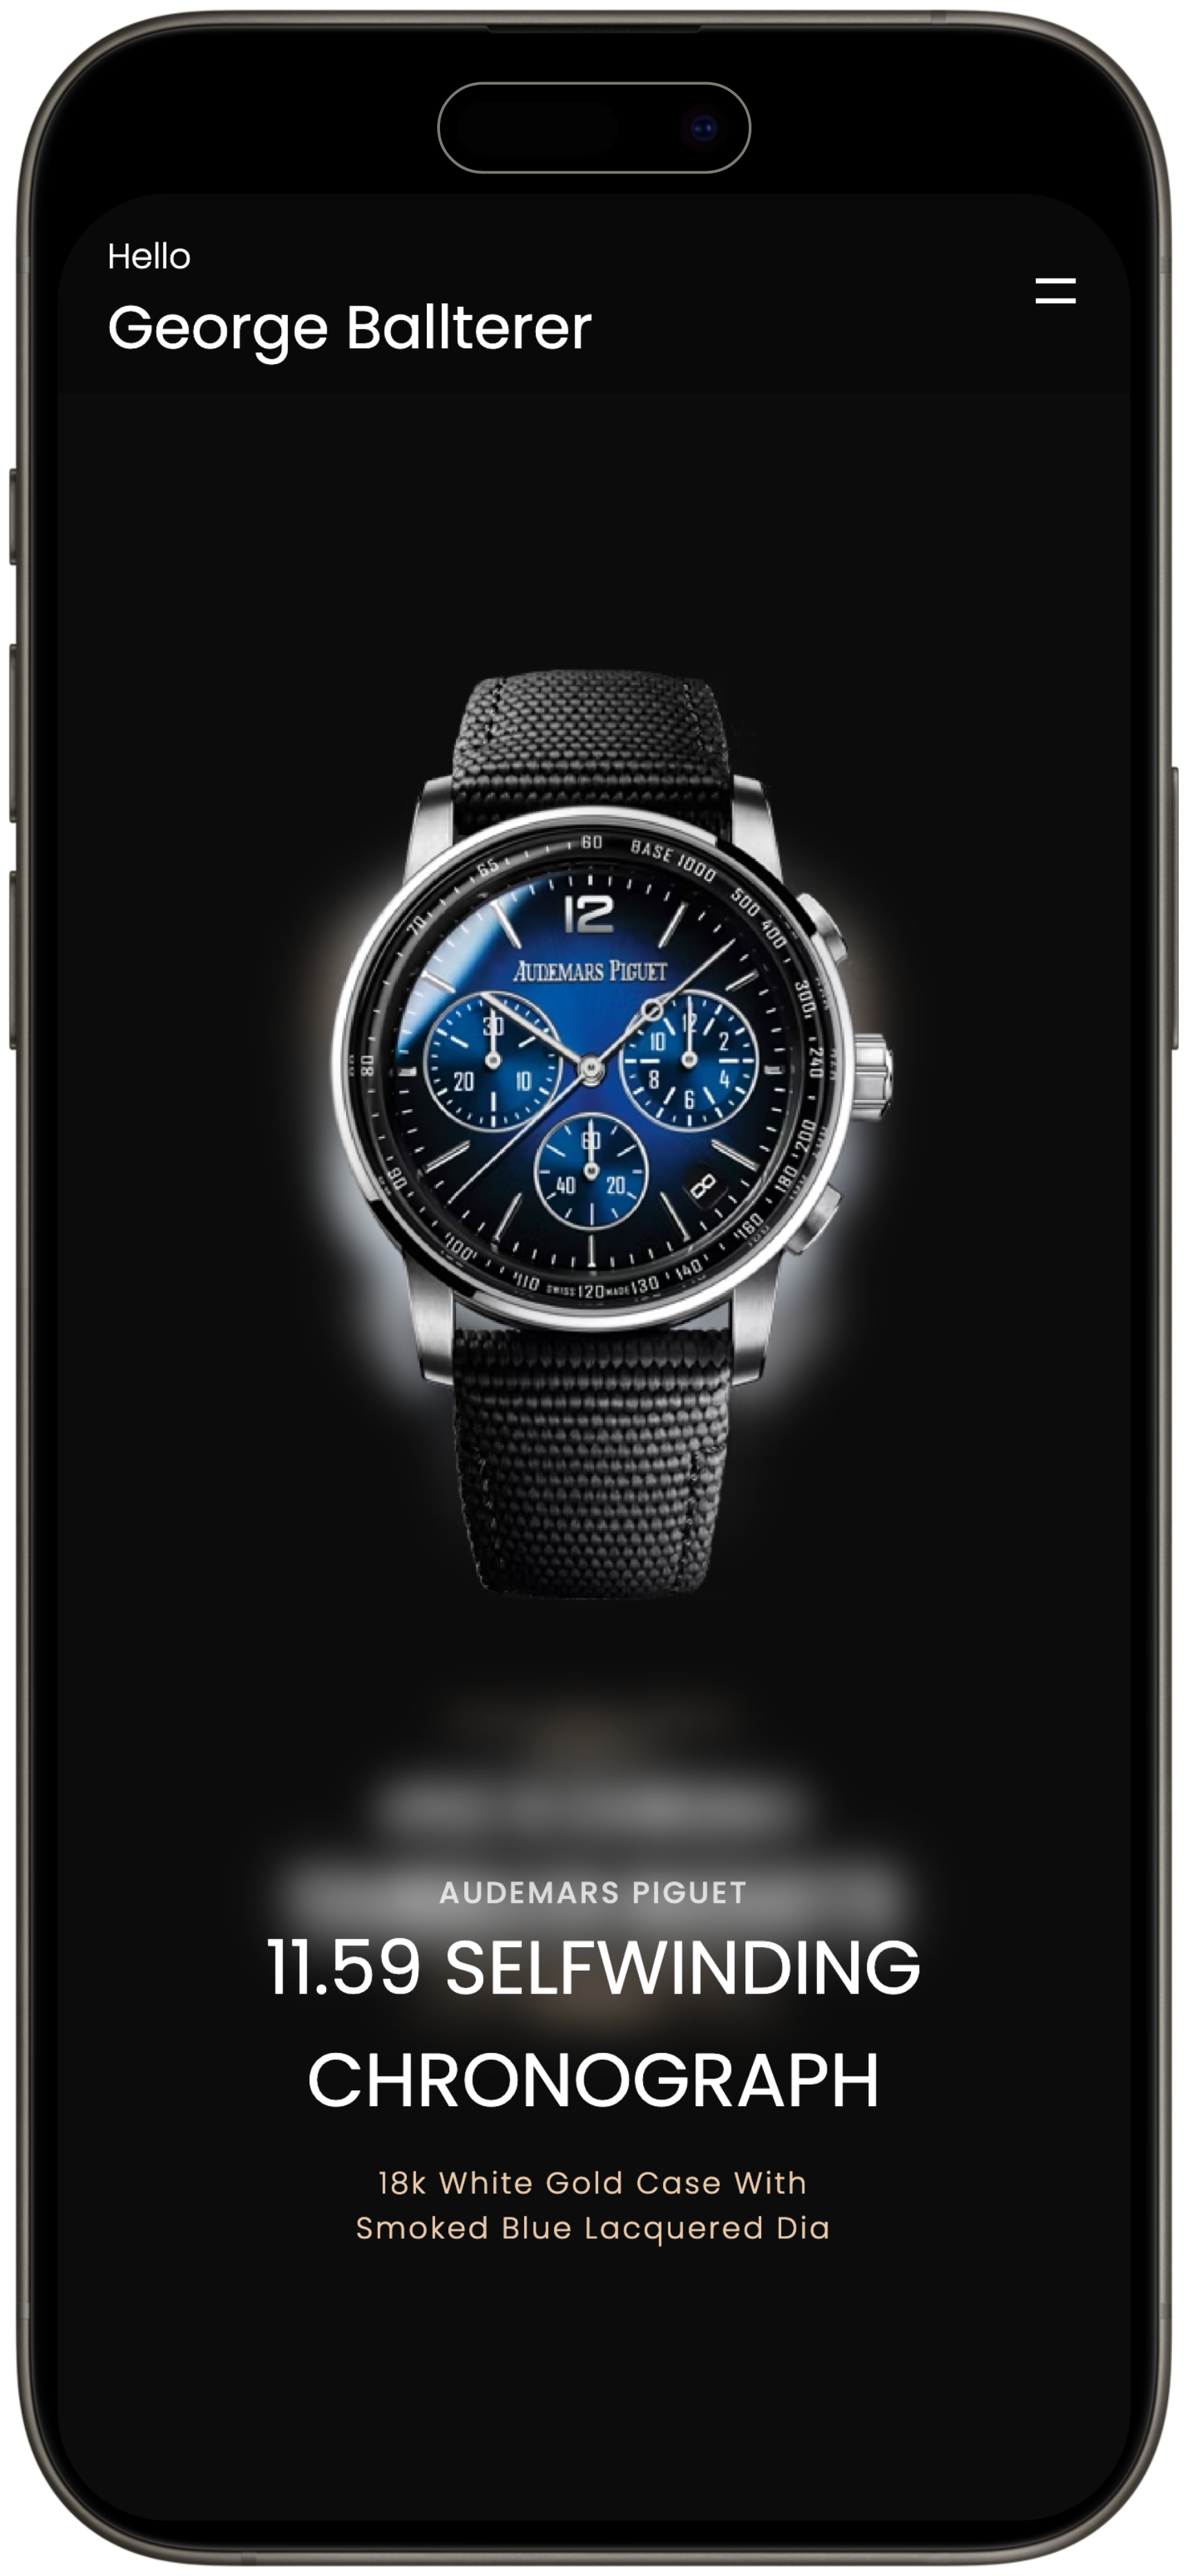 Hello
George Ballterer
60
BASE 1000
65
500
400
70
12
AUDEMARS PIGUET
300
30
12
10
2
80
240
20
10
8
4
6
60
200
40
20
8
180
90
160
100
140
110
SWISS
120
MADE
130
AUDEMARS PIGUET
11.59 SELFWINDING
CHRONOGRAPH
18k White Gold Case With
Smoked Blue Lacquered Dia